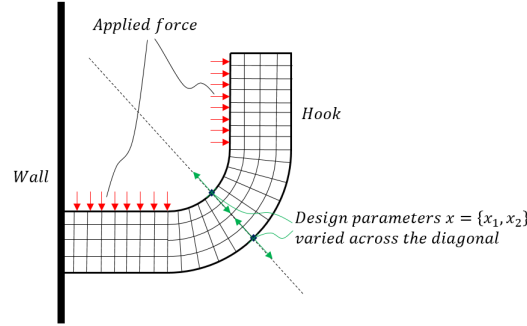 Applied force
Hook
Wall
Design parameters x = {x₁, x₂}
varied across the diagonal